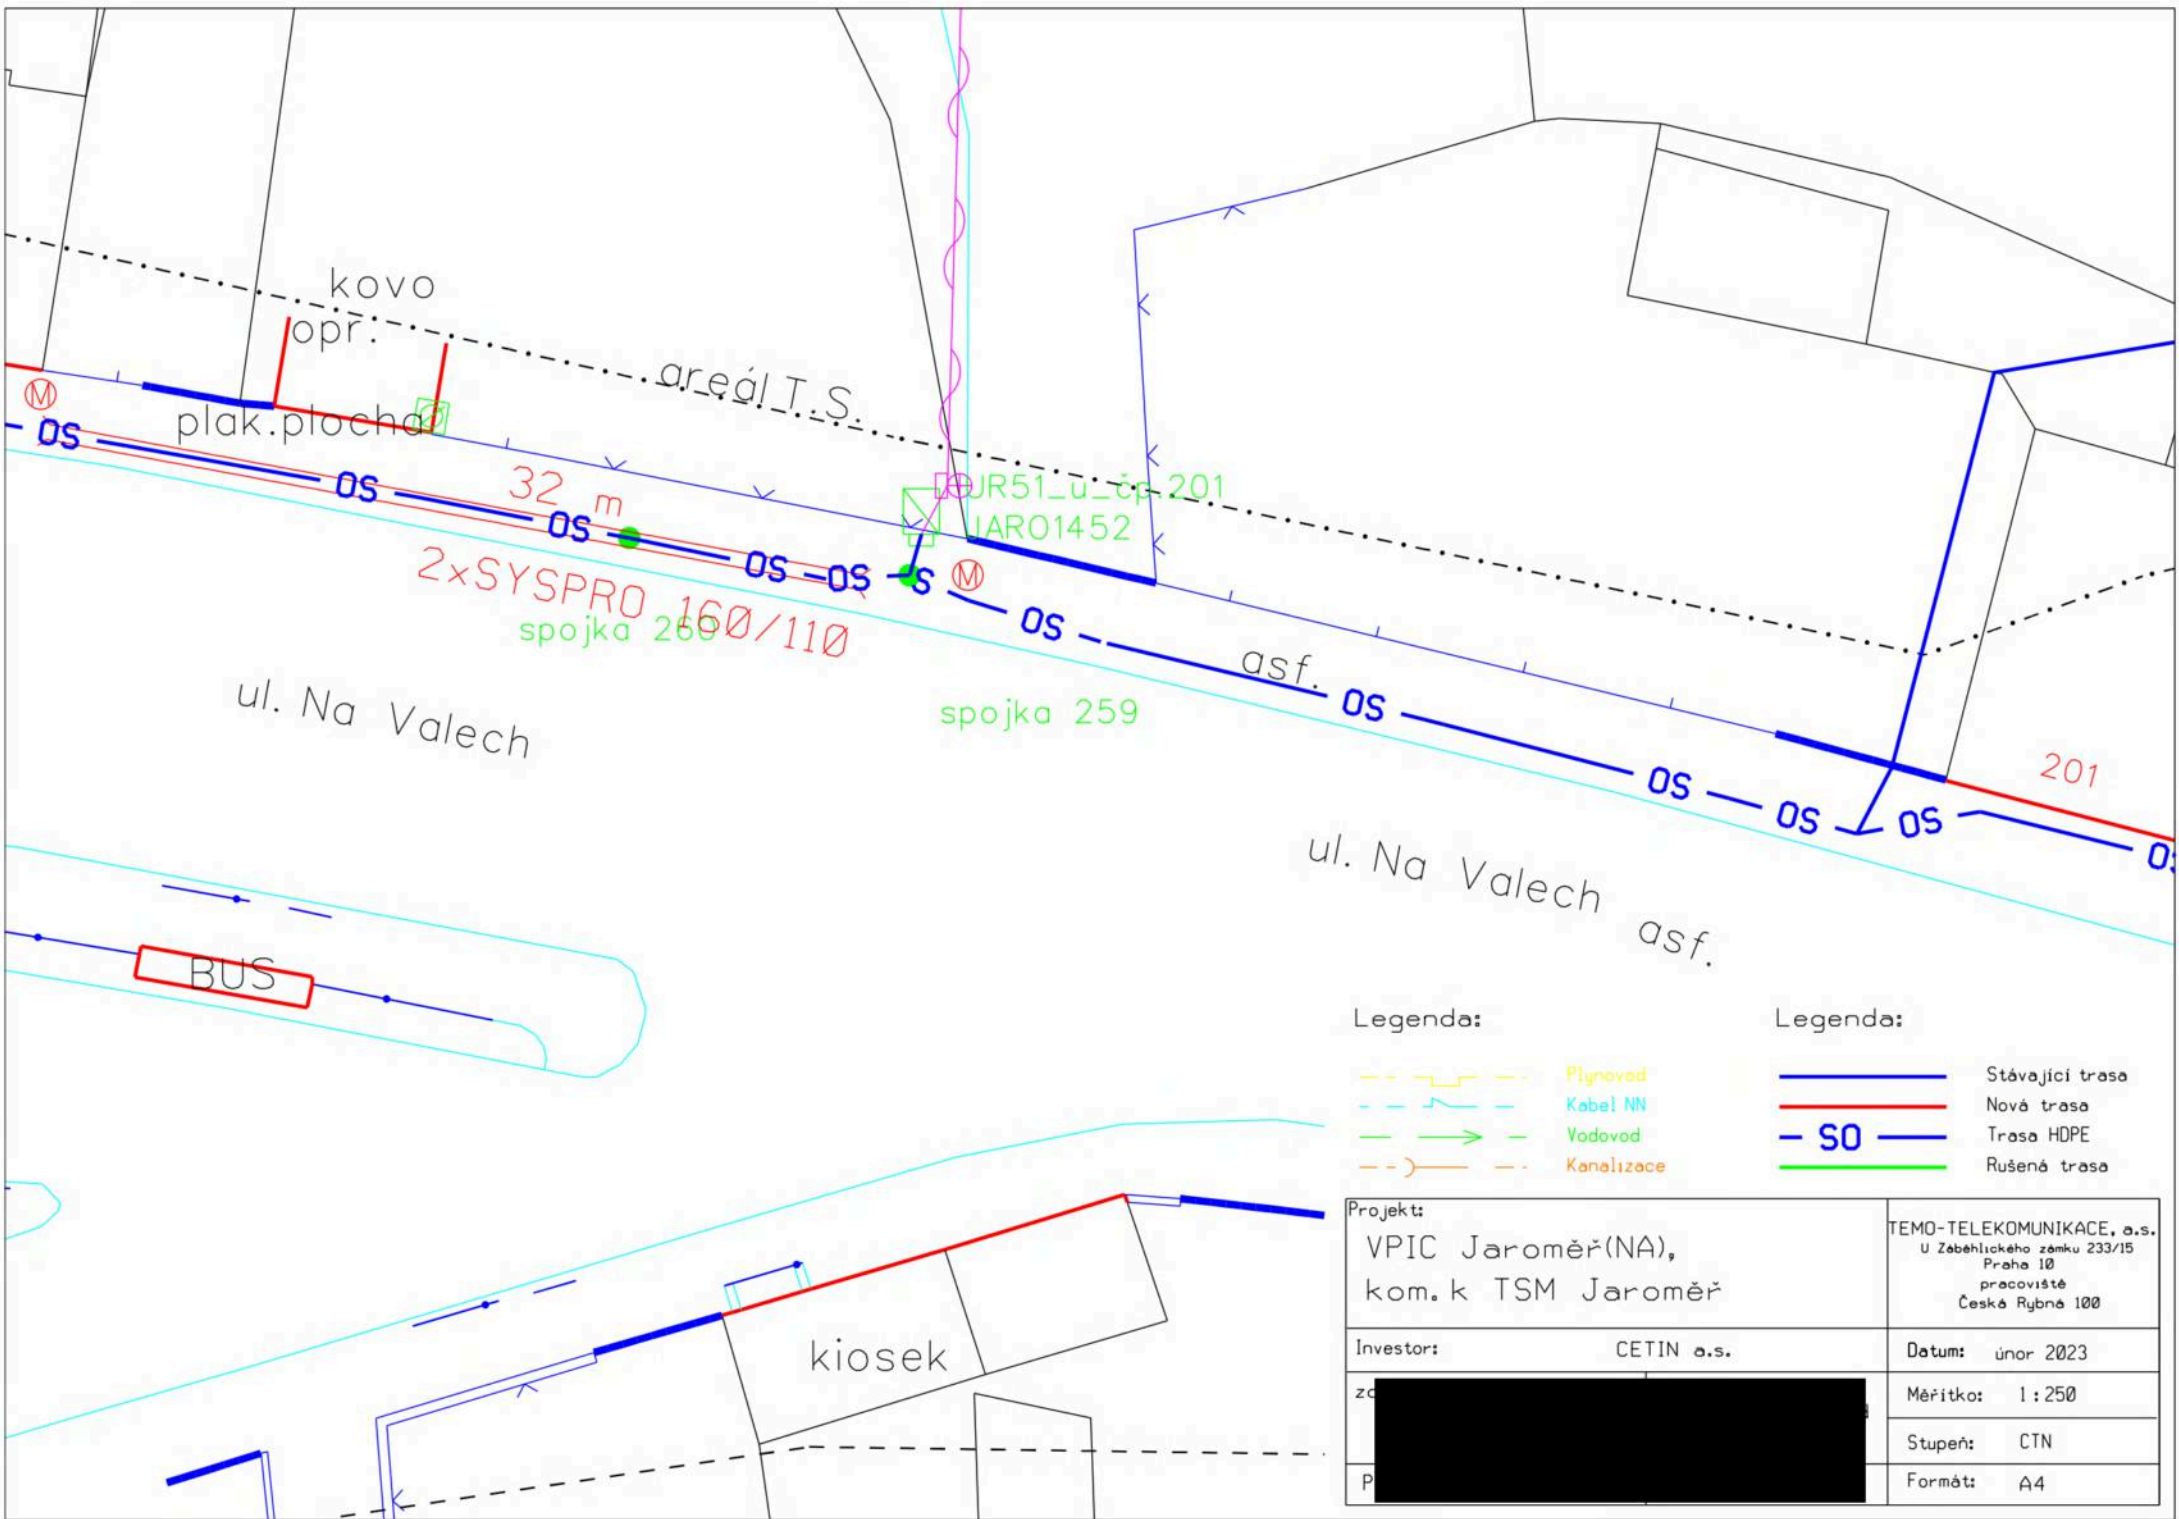 kovo
opr.
areál T.S.
M
plak.plocha
OS
OS
32 m
JR51_u_čp.201
JARO1452
OS
OS
OS
S
M
2xSYSPRO 160/110
spojka 260
OS
asf.
ul. Na Valech
spojka 259
OS
OS
201
OS
OS
ul. Na Valech
asf.
BUS
Legenda:
Plynovod
Kabel NN
Vodovod
Kanalizace
Legenda:
Stávající trasa
Nová trasa
SO
Trasa HDPE
Rušená trasa
Projekt:
VPIC Jaroměř(NA),
kom. k TSM Jaroměř
TEMO-TELEKOMUNIKACE, a.s.
U Záběhlického zámku 233/15
Praha 10
pracoviště
Česká Rybná 100
Investor: CETIN a.s.
Datum: únor 2023
Měřítko: 1:250
Stupeň: CTN
Formát: A4
kiosek